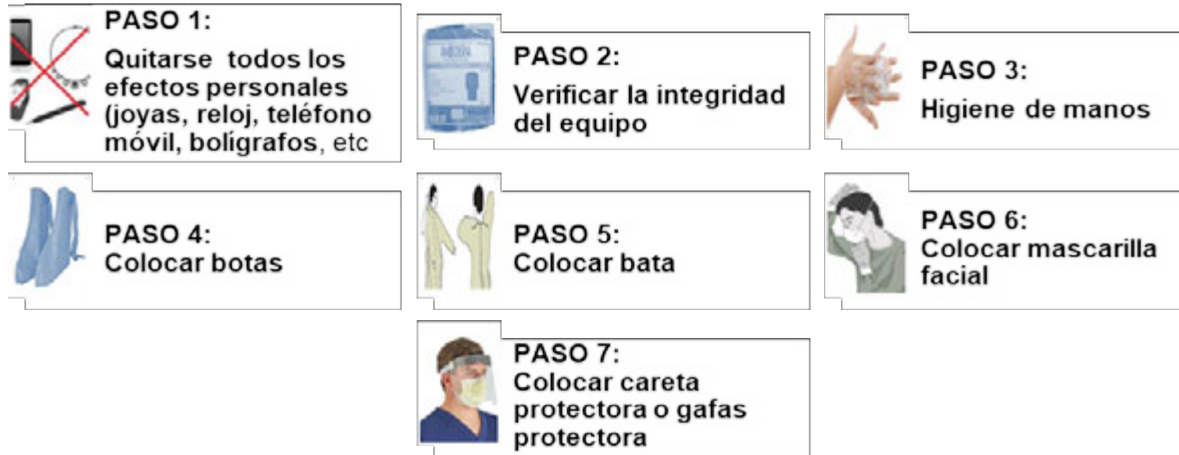 PASO 1:
Quitarse todos los
efectos personales
(joyas, reloj, teléfono
móvil, bolígrafos, etc
PASO 2:
Verificar la integridad
del equipo
PASO 3:
Higiene de manos
PASO 4:
Colocar botas
PASO 5:
Colocar bata
PASO 6:
Colocar mascarilla
facial
PASO 7:
Colocar careta
protectora o gafas
protectora